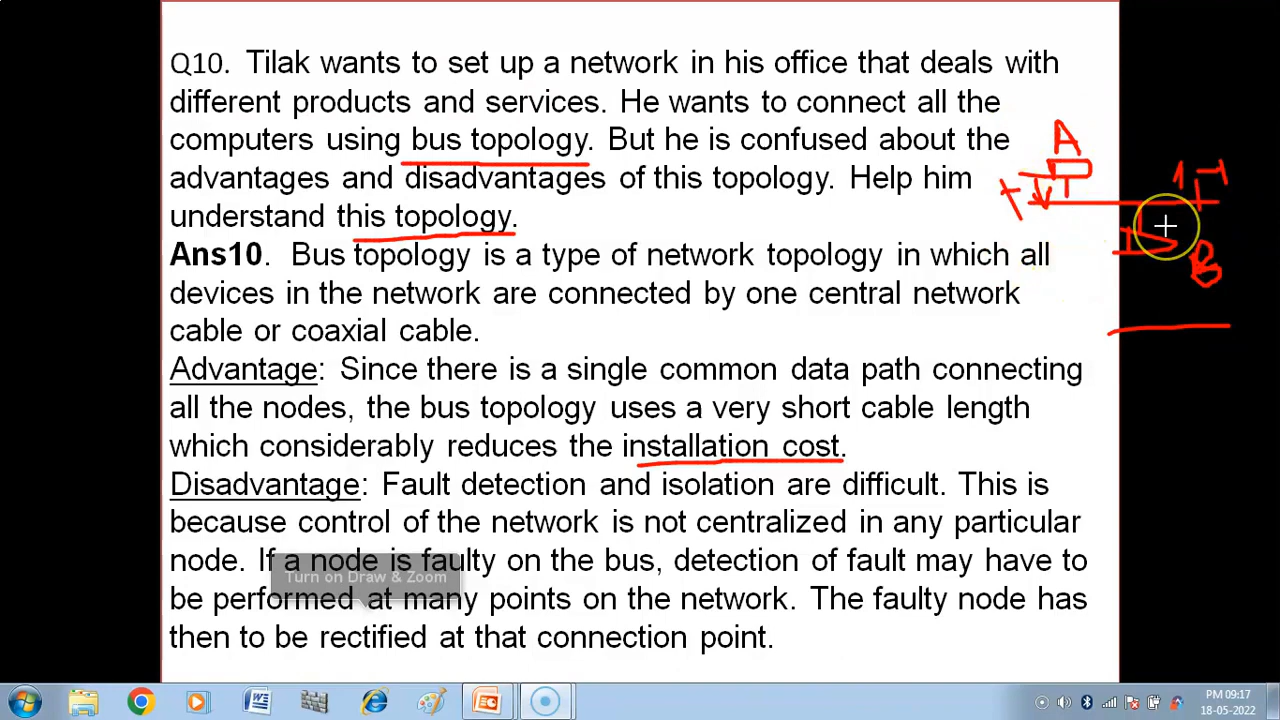 Q10. Tilak wants to set up a network in his office that deals with
different products and services. He wants to connect all the
computers using bus topology. But he is confused about the
advantages and disadvantages of this topology. Help him
understand this topology.
A
B
Ans10. Bus topology is a type of network topology in which all
devices in the network are connected by one central network
cable or coaxial cable.
Advantage: Since there is a single common data path connecting
all the nodes, the bus topology uses a very short cable length
which considerably reduces the installation cost.
Disadvantage: Fault detection and isolation are difficult. This is
because control of the network is not centralized in any particular
node. If a node is faulty on the bus, detection of fault may have to
Turn on Draw & Zoom
be performed at many points on the network. The faulty node has
then to be rectified at that connection point.
PM 09:17
18-05-2022